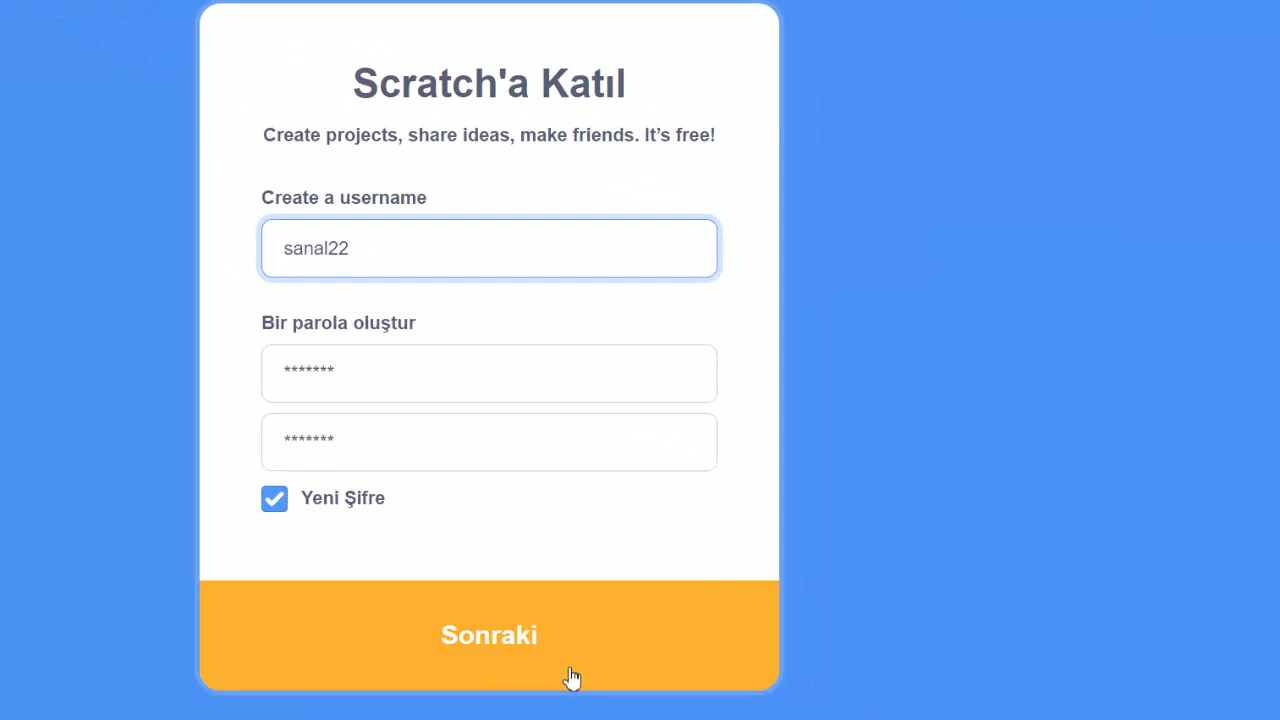 Scratch'a Katıl
Create projects, share ideas, make friends. It’s free!
Create a username
sanal22
Bir parola oluştur
*******
*******
Yeni Şifre
Sonraki